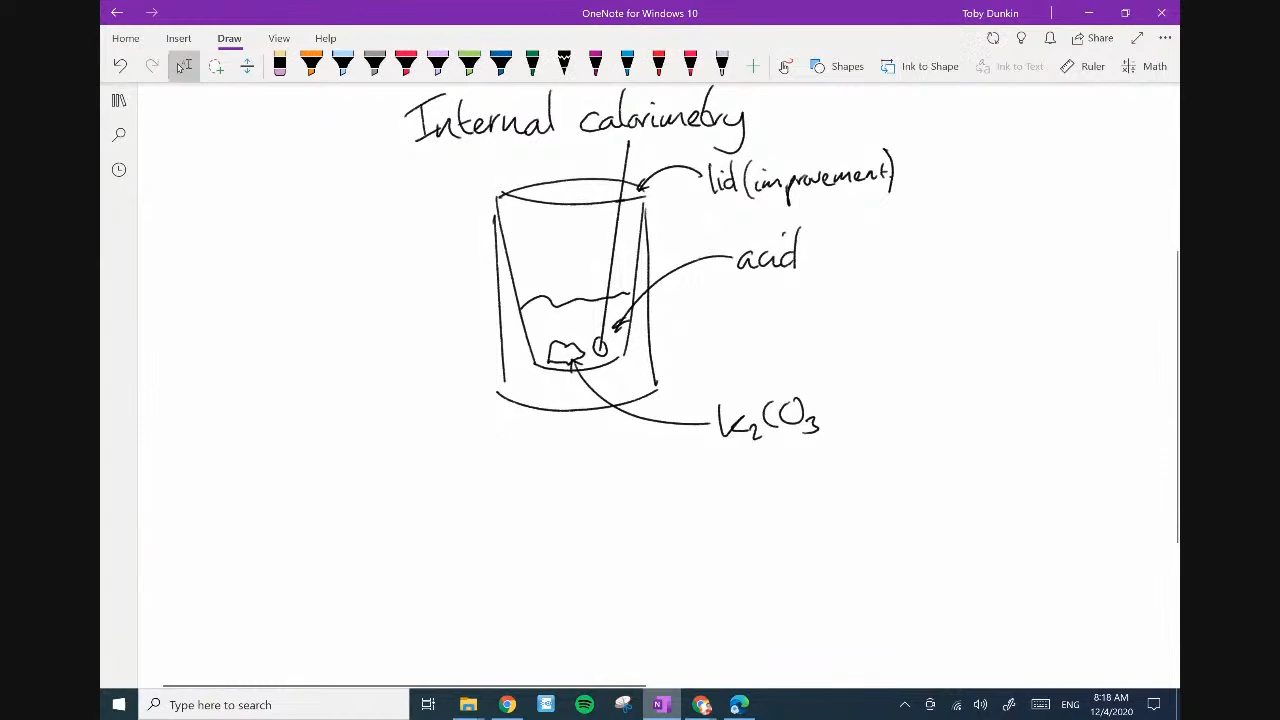 OneNote for Windows 10
Toby Dunkin
Home Insert Draw View Help Share
Shapes Ink to Shape Ink to Text Ruler Math
Internal calorimetry
lid (improvement)
acid
K₂CO₃
Type here to search
ENG
8:18 AM
12/4/2020